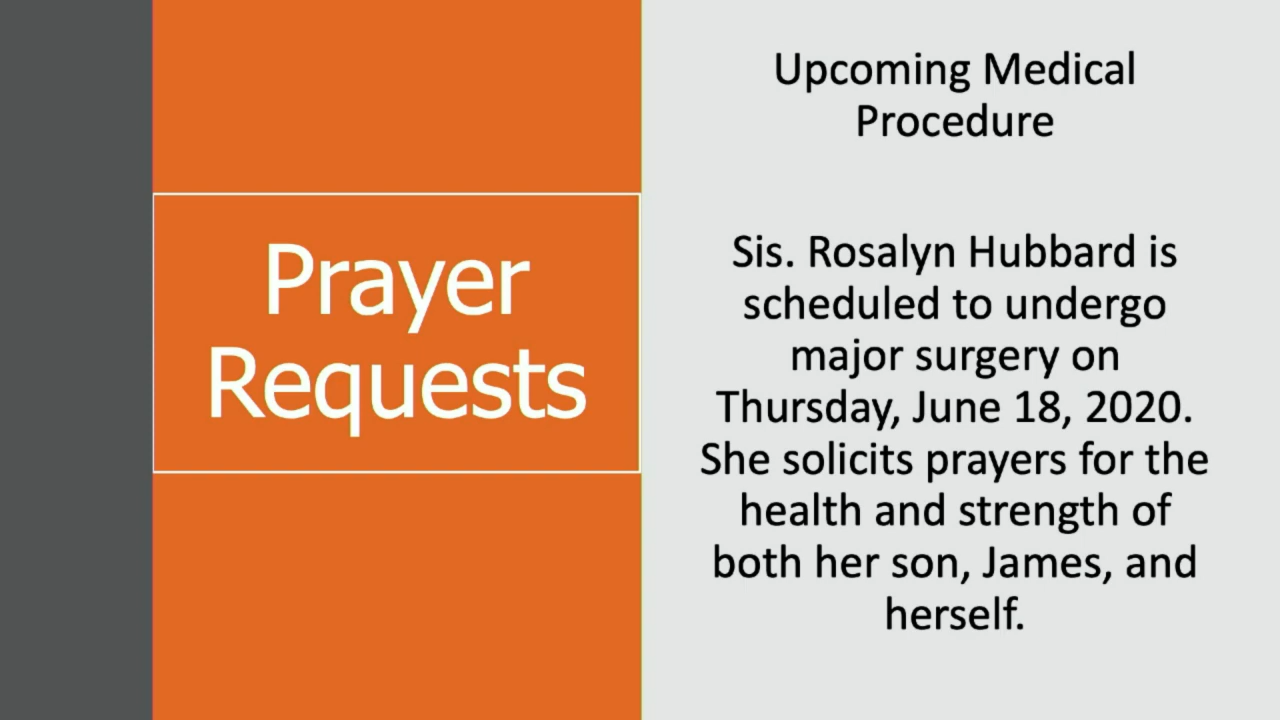 Prayer
Requests
Upcoming Medical
Procedure
Sis. Rosalyn Hubbard is
scheduled to undergo
major surgery on
Thursday, June 18, 2020.
She solicits prayers for the
health and strength of
both her son, James, and
herself.